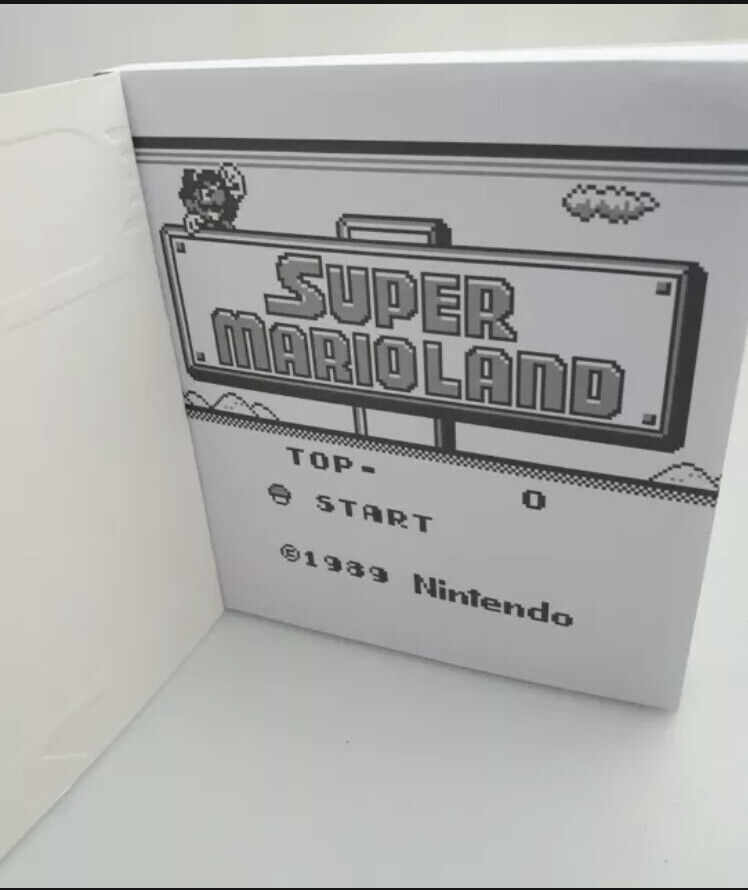 SUPER
MARIOLAND
TOP-
0
START
©1989 Nintendo